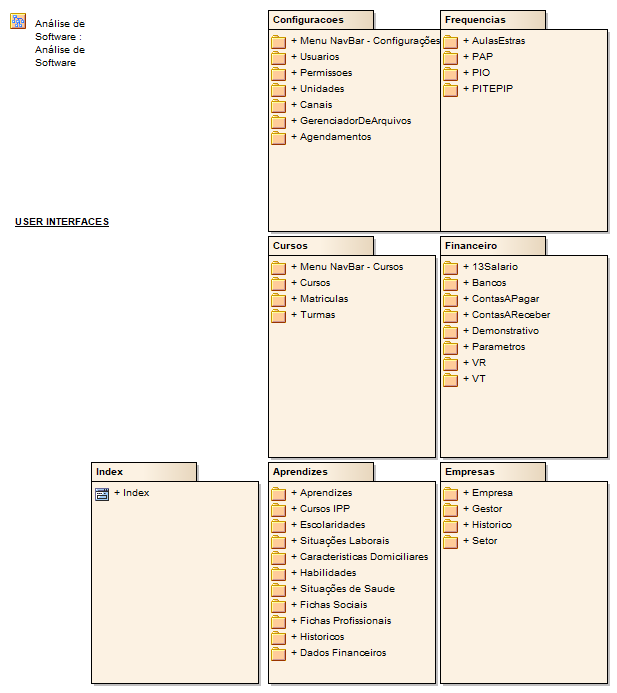 Análise de
Software :
Análise de
Software
Configuracoes
+ Menu NavBar - Configurações
+ Usuarios
+ Permissoes
+ Unidades
+ Canais
+ GerenciadorDeArquivos
+ Agendamentos
Frequencias
+ AulasEstras
+ PAP
+ PIO
+ PITEPIP
USER INTERFACES
Cursos
+ Menu NavBar - Cursos
+ Cursos
+ Matriculas
+ Turmas
Financeiro
+ 13Salario
+ Bancos
+ ContasAPagar
+ ContasAReceber
+ Demonstrativo
+ Parametros
+ VR
+ VT
Index
+ Index
Aprendizes
+ Aprendizes
+ Cursos IPP
+ Escolaridades
+ Situações Laborais
+ Caracteristicas Domiciliares
+ Habilidades
+ Situações de Saude
+ Fichas Sociais
+ Fichas Profissionais
+ Historicos
+ Dados Financeiros
Empresas
+ Empresa
+ Gestor
+ Historico
+ Setor